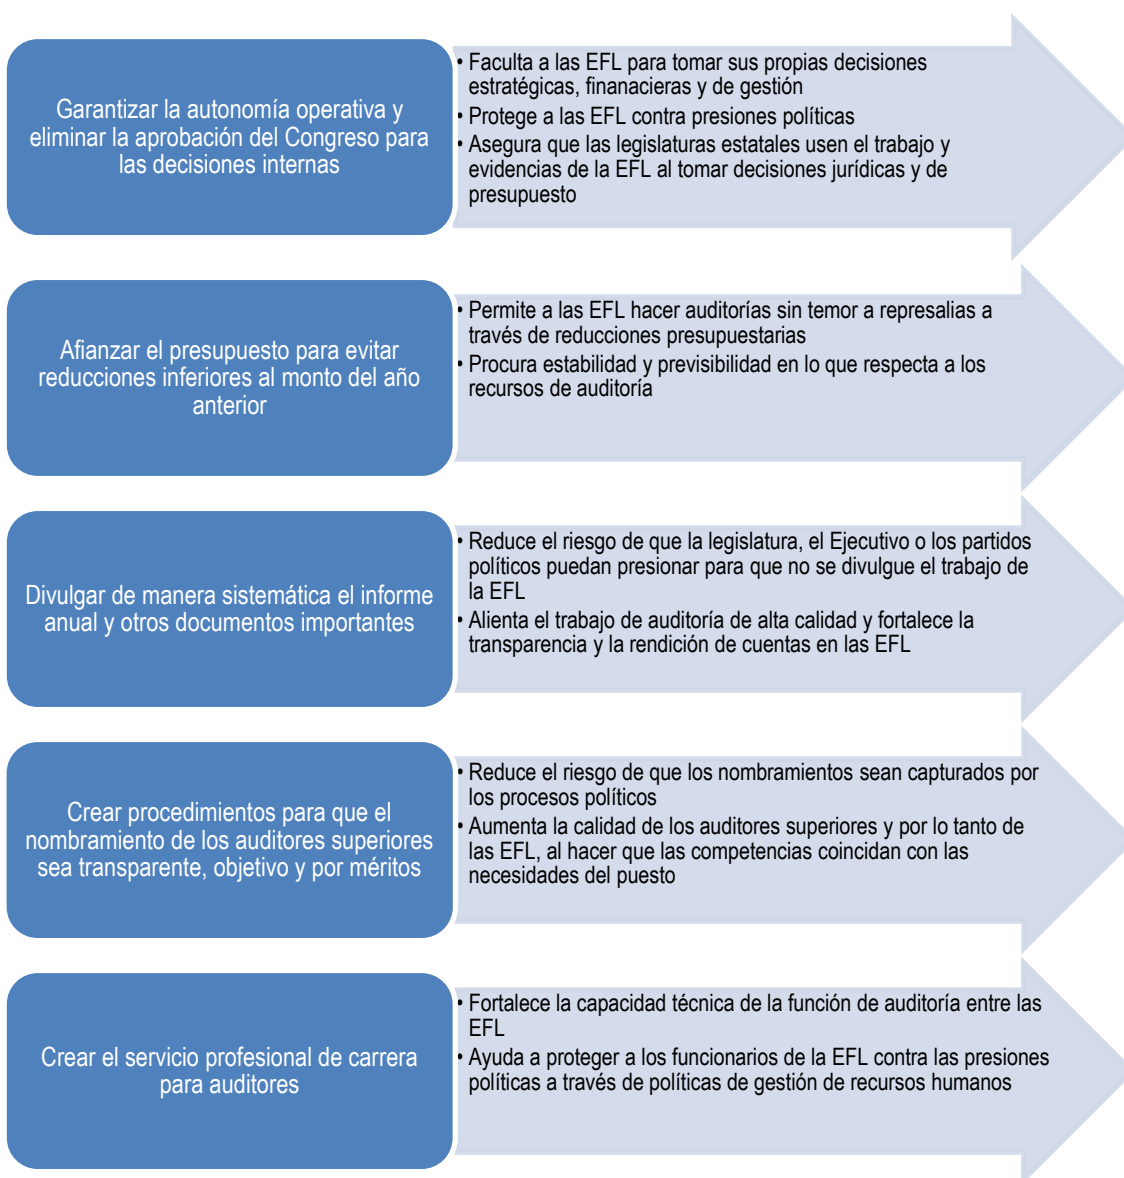 Garantizar la autonomía operativa y
eliminar la aprobación del Congreso para
las decisiones internas
• Faculta a las EFL para tomar sus propias decisiones
estratégicas, finanacieras y de gestión
• Protege a las EFL contra presiones políticas
• Asegura que las legislaturas estatales usen el trabajo y
evidencias de la EFL al tomar decisiones jurídicas y de
presupuesto
Afianzar el presupuesto para evitar
reducciones inferiores al monto del año
anterior
• Permite a las EFL hacer auditorías sin temor a represalias a
través de reducciones presupuestarias
• Procura estabilidad y previsibilidad en lo que respecta a los
recursos de auditoría
Divulgar de manera sistemática el informe
anual y otros documentos importantes
• Reduce el riesgo de que la legislatura, el Ejecutivo o los partidos
políticos puedan presionar para que no se divulgue el trabajo de
la EFL
• Alienta el trabajo de auditoría de alta calidad y fortalece la
transparencia y la rendición de cuentas en las EFL
Crear procedimientos para que el
nombramiento de los auditores superiores
sea transparente, objetivo y por méritos
• Reduce el riesgo de que los nombramientos sean capturados por
los procesos políticos
• Aumenta la calidad de los auditores superiores y por lo tanto de
las EFL, al hacer que las competencias coincidan con las
necesidades del puesto
Crear el servicio profesional de carrera
para auditores
• Fortalece la capacidad técnica de la función de auditoría entre las
EFL
• Ayuda a proteger a los funcionarios de la EFL contra las presiones
políticas a través de políticas de gestión de recursos humanos